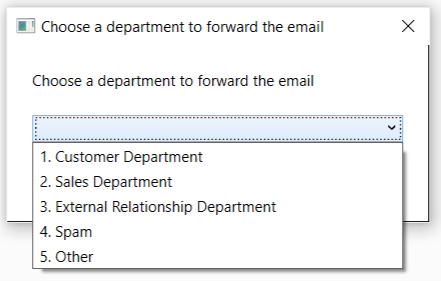 Choose a department to forward the email
Choose a department to forward the email
1. Customer Department
2. Sales Department
3. External Relationship Department
4. Spam
5. Other